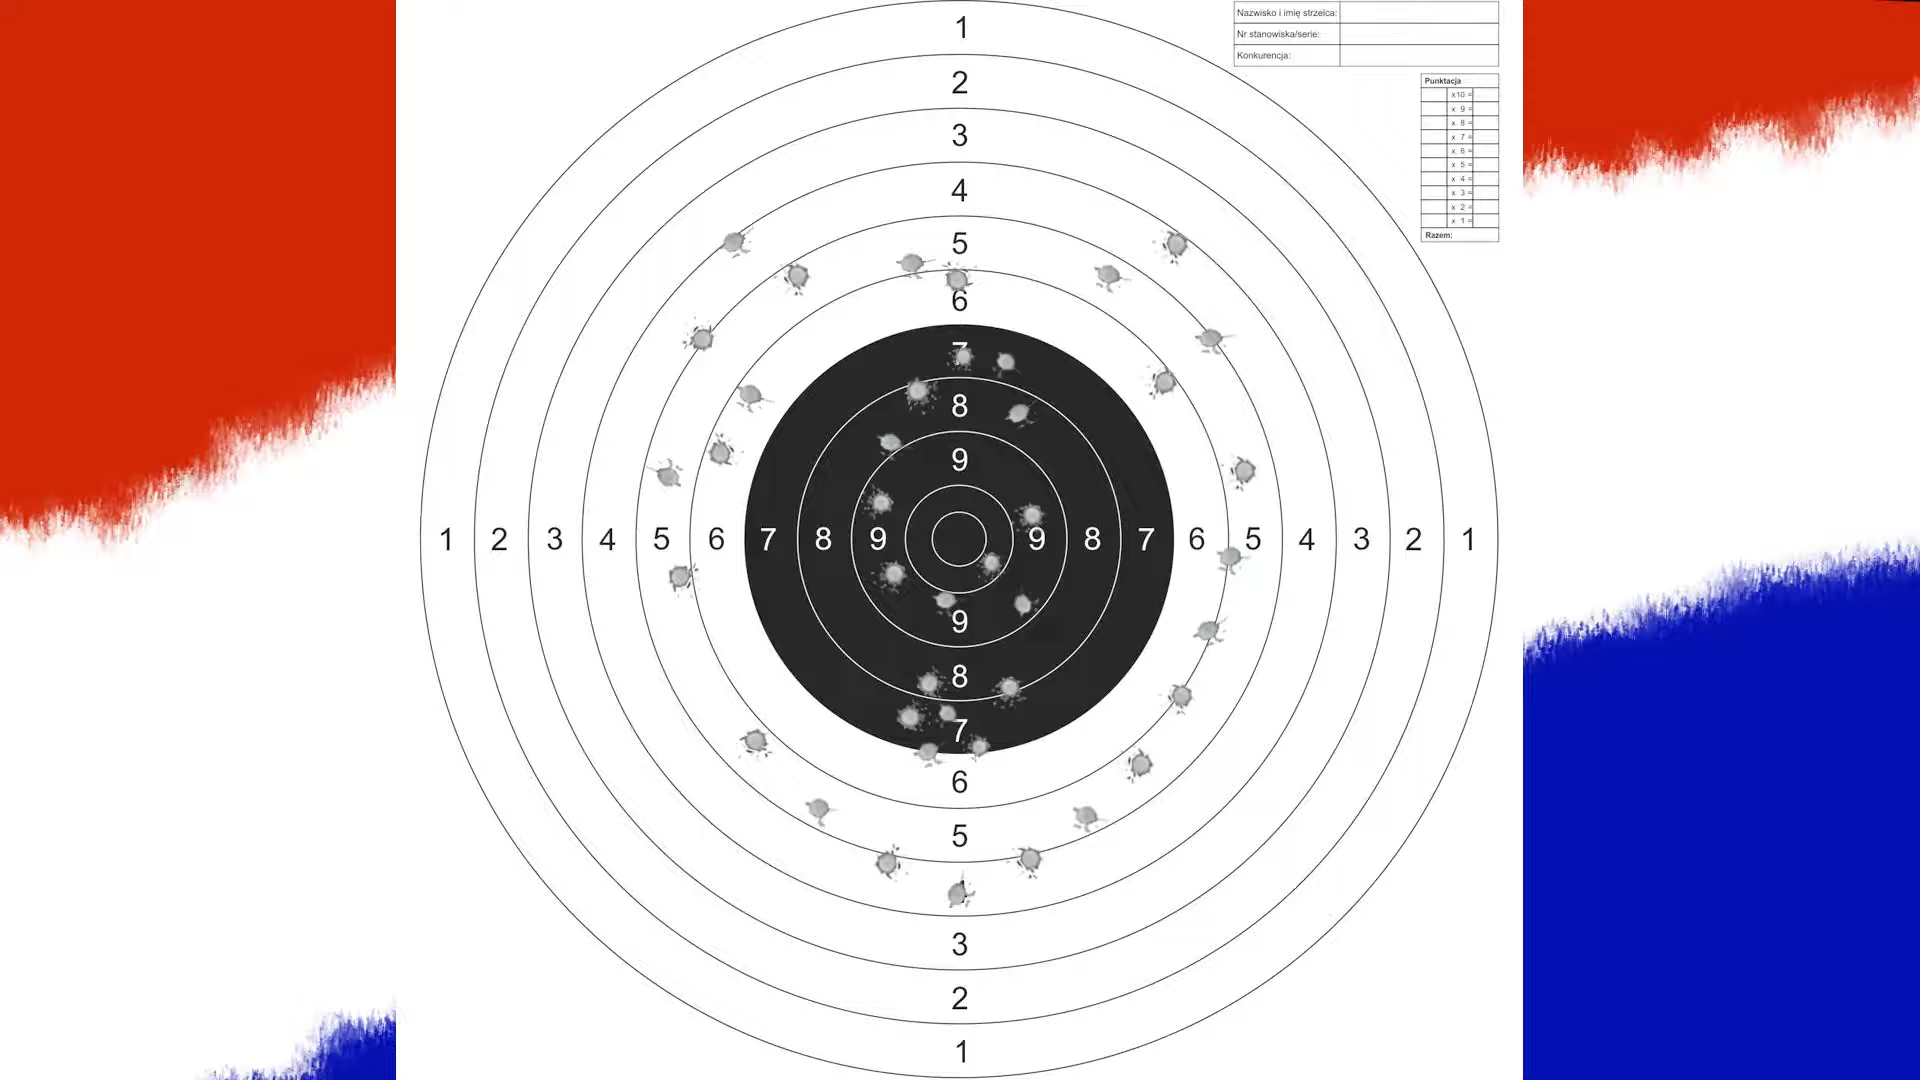 Nazwisko i imię strzelca:
Nr stanowiska/serie:
Konkurencja:
Punktacja
x 10 =
x 9 =
x 8 =
x 7 =
x 6 =
x 5 =
x 4 =
x 3 =
x 2 =
x 1 =
Razem:
1
2
3
4
5
6
7
8
9
1 2 3 4 5 6 7 8 9 9 8 7 6 5 4 3 2 1
9
8
7
6
5
3
2
1